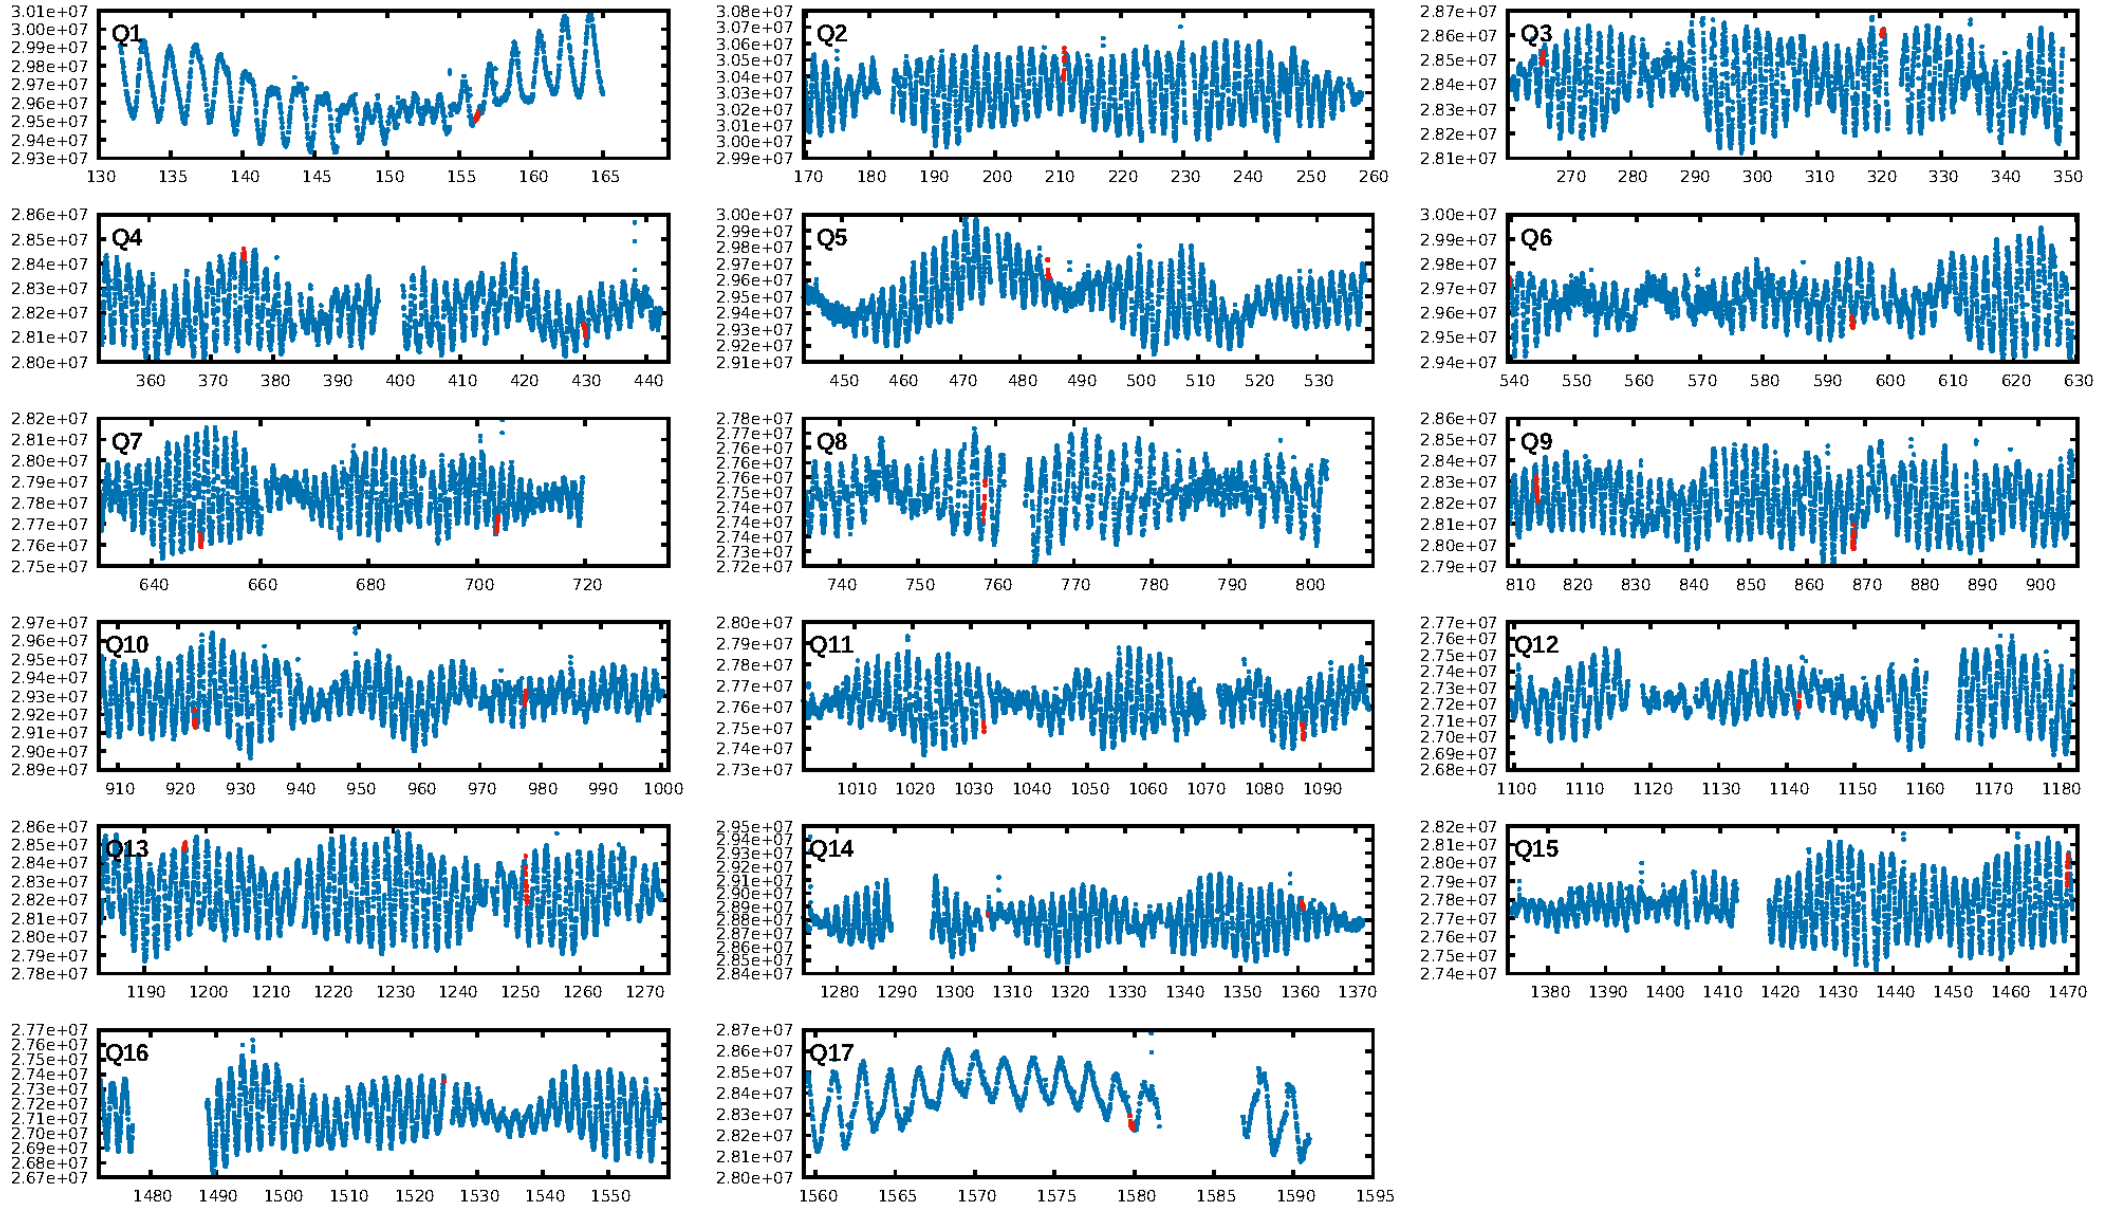 3.01e+07 3.00e+07 2.99e+07 2.98e+07 2.97e+07 2.96e+07 2.95e+07 2.94e+07 2.93e+07
Q1
130 135 140 145 150 155 160 165
3.08e+07 3.07e+07 3.06e+07 3.05e+07 3.04e+07 3.03e+07 3.02e+07 3.01e+07 3.00e+07 2.99e+07
Q2
170 180 190 200 210 220 230 240 250 260
2.87e+07 2.86e+07 2.85e+07 2.84e+07 2.83e+07 2.82e+07 2.81e+07
Q3
270 280 290 300 310 320 330 340 350
2.86e+07 2.85e+07 2.84e+07 2.83e+07 2.82e+07 2.81e+07 2.80e+07
Q4
360 370 380 390 400 410 420 430 440
3.00e+07 2.99e+07 2.98e+07 2.97e+07 2.96e+07 2.95e+07 2.94e+07 2.93e+07 2.92e+07 2.91e+07
Q5
450 460 470 480 490 500 510 520 530
3.00e+07 2.99e+07 2.98e+07 2.97e+07 2.96e+07 2.95e+07 2.94e+07
Q6
540 550 560 570 580 590 600 610 620 630
2.82e+07 2.81e+07 2.80e+07 2.79e+07 2.78e+07 2.77e+07 2.76e+07 2.75e+07
Q7
640 660 680 700 720
2.78e+07 2.77e+07 2.76e+07 2.75e+07 2.74e+07 2.73e+07 2.72e+07
Q8
740 750 760 770 780 790 800
2.86e+07 2.85e+07 2.84e+07 2.83e+07 2.82e+07 2.81e+07 2.80e+07 2.79e+07
Q9
810 820 830 840 850 860 870 880 890 900
2.97e+07 2.96e+07 2.95e+07 2.94e+07 2.93e+07 2.92e+07 2.91e+07 2.90e+07 2.89e+07
Q10
910 920 930 940 950 960 970 980 990 1000
2.80e+07 2.79e+07 2.78e+07 2.77e+07 2.76e+07 2.75e+07 2.74e+07 2.73e+07
Q11
1010 1020 1030 1040 1050 1060 1070 1080 1090
2.77e+07 2.76e+07 2.75e+07 2.74e+07 2.73e+07 2.72e+07 2.71e+07 2.70e+07 2.69e+07 2.68e+07
Q12
1100 1110 1120 1130 1140 1150 1160 1170 1180
2.86e+07 2.85e+07 2.84e+07 2.83e+07 2.82e+07 2.81e+07 2.80e+07 2.79e+07 2.78e+07
Q13
1190 1200 1210 1220 1230 1240 1250 1260 1270
2.95e+07 2.94e+07 2.93e+07 2.92e+07 2.91e+07 2.90e+07 2.89e+07 2.88e+07 2.87e+07 2.86e+07 2.85e+07 2.84e+07
Q14
1280 1290 1300 1310 1320 1330 1340 1350 1360 1370
2.82e+07 2.81e+07 2.80e+07 2.79e+07 2.78e+07 2.77e+07 2.76e+07 2.75e+07 2.74e+07
Q15
1380 1390 1400 1410 1420 1430 1440 1450 1460 1470
2.77e+07 2.76e+07 2.75e+07 2.74e+07 2.73e+07 2.72e+07 2.71e+07 2.70e+07 2.69e+07 2.68e+07 2.67e+07
Q16
1480 1490 1500 1510 1520 1530 1540 1550
2.87e+07 2.86e+07 2.85e+07 2.84e+07 2.83e+07 2.82e+07 2.81e+07 2.80e+07
Q17
1560 1565 1570 1575 1580 1585 1590 1595